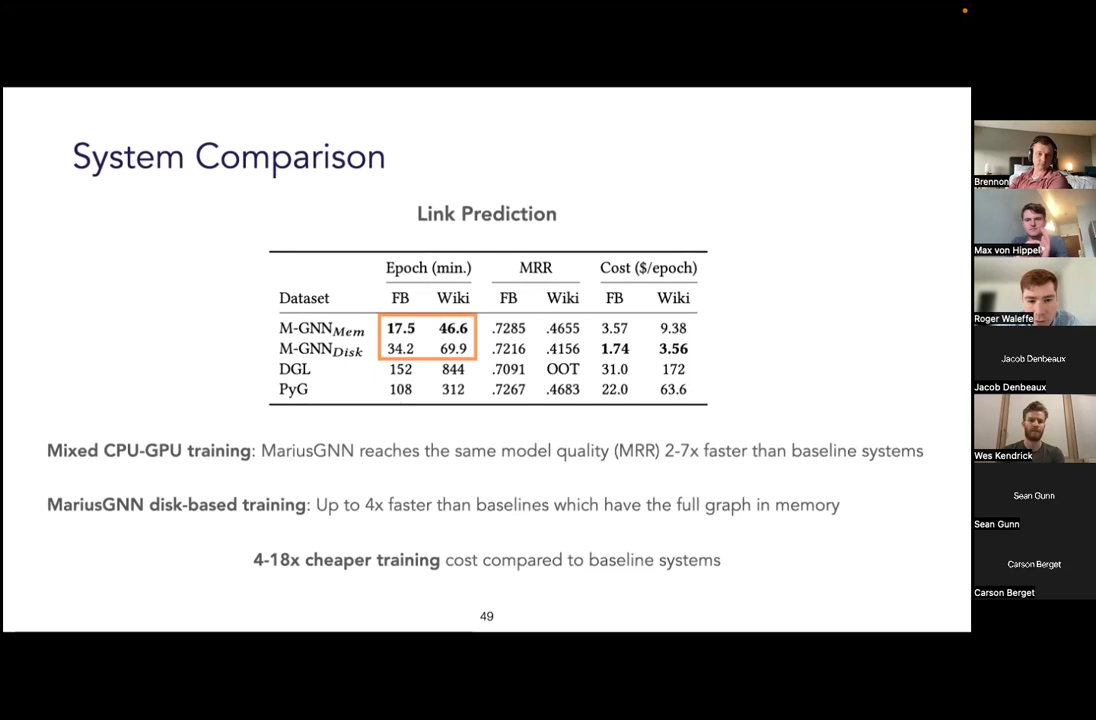 System Comparison
Link Prediction
Epoch (min.) MRR Cost ($/epoch)
Dataset FB Wiki FB Wiki FB Wiki
M-GNN_Mem 17.5 46.6 .7285 .4655 3.57 9.38
M-GNN_Disk 34.2 69.9 .7216 .4156 1.74 3.56
DGL 152 844 .7091 OOT 31.0 172
PyG 108 312 .7267 .4683 22.0 63.6
Mixed CPU-GPU training: MariusGNN reaches the same model quality (MRR) 2-7x faster than baseline systems
MariusGNN disk-based training: Up to 4x faster than baselines which have the full graph in memory
4-18x cheaper training cost compared to baseline systems
49
Brennon
Max von Hippel
Roger Waleffe
Jacob Denbeaux
Jacob Denbeaux
Wes Kendrick
Sean Gunn
Sean Gunn
Carson Berget
Carson Berget